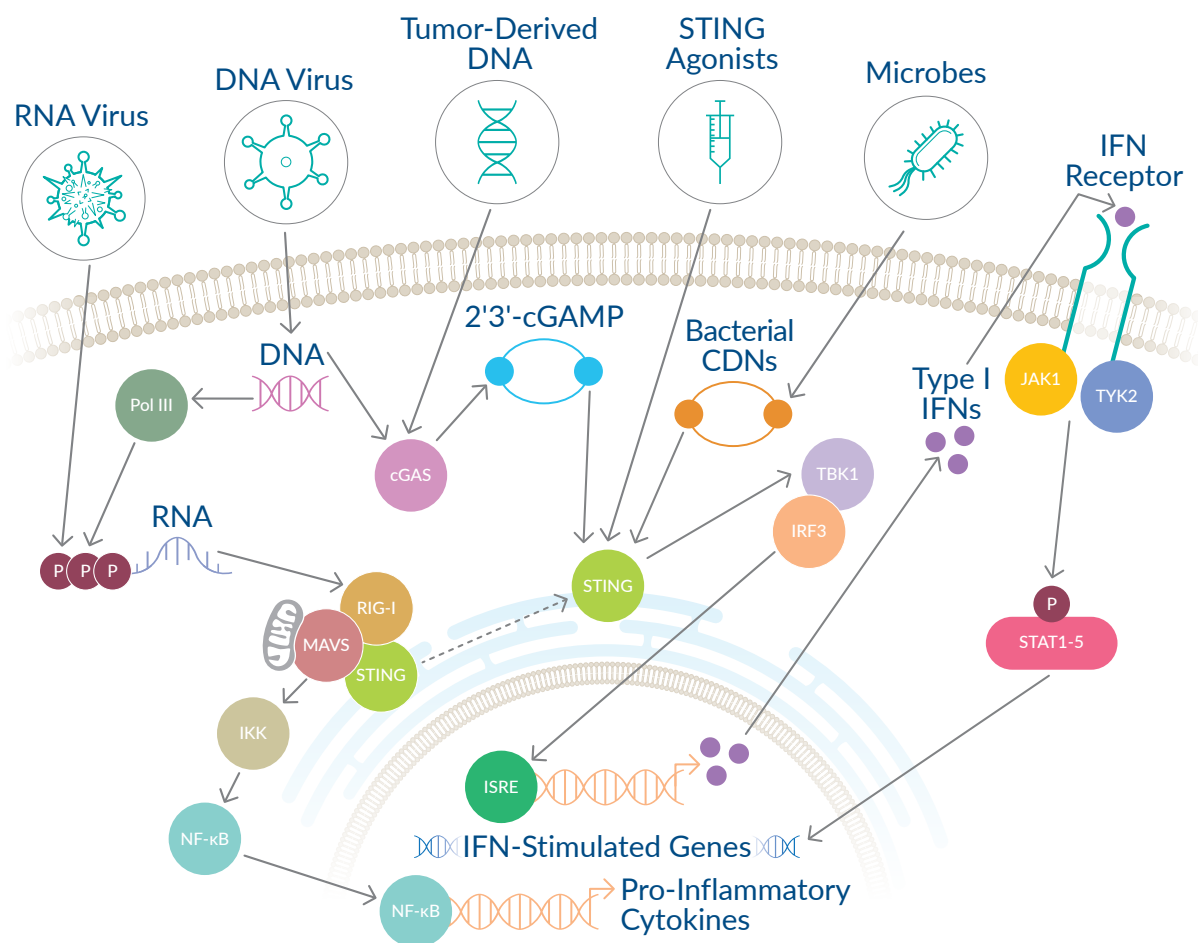 Tumor-Derived
DNA
STING
Agonists
DNA Virus
Microbes
RNA Virus
IFN
Receptor
2'3'-cGAMP
Bacterial
CDNs
DNA
Type I
IFNs
JAK1
TYK2
Pol III
cGAS
TBK1
IRF3
RNA
P
P
P
STING
RIG-I
MAVS
STING
P
STAT1-5
IKK
ISRE
NF-κB
IFN-Stimulated Genes
NF-κB
Pro-Inflammatory
Cytokines